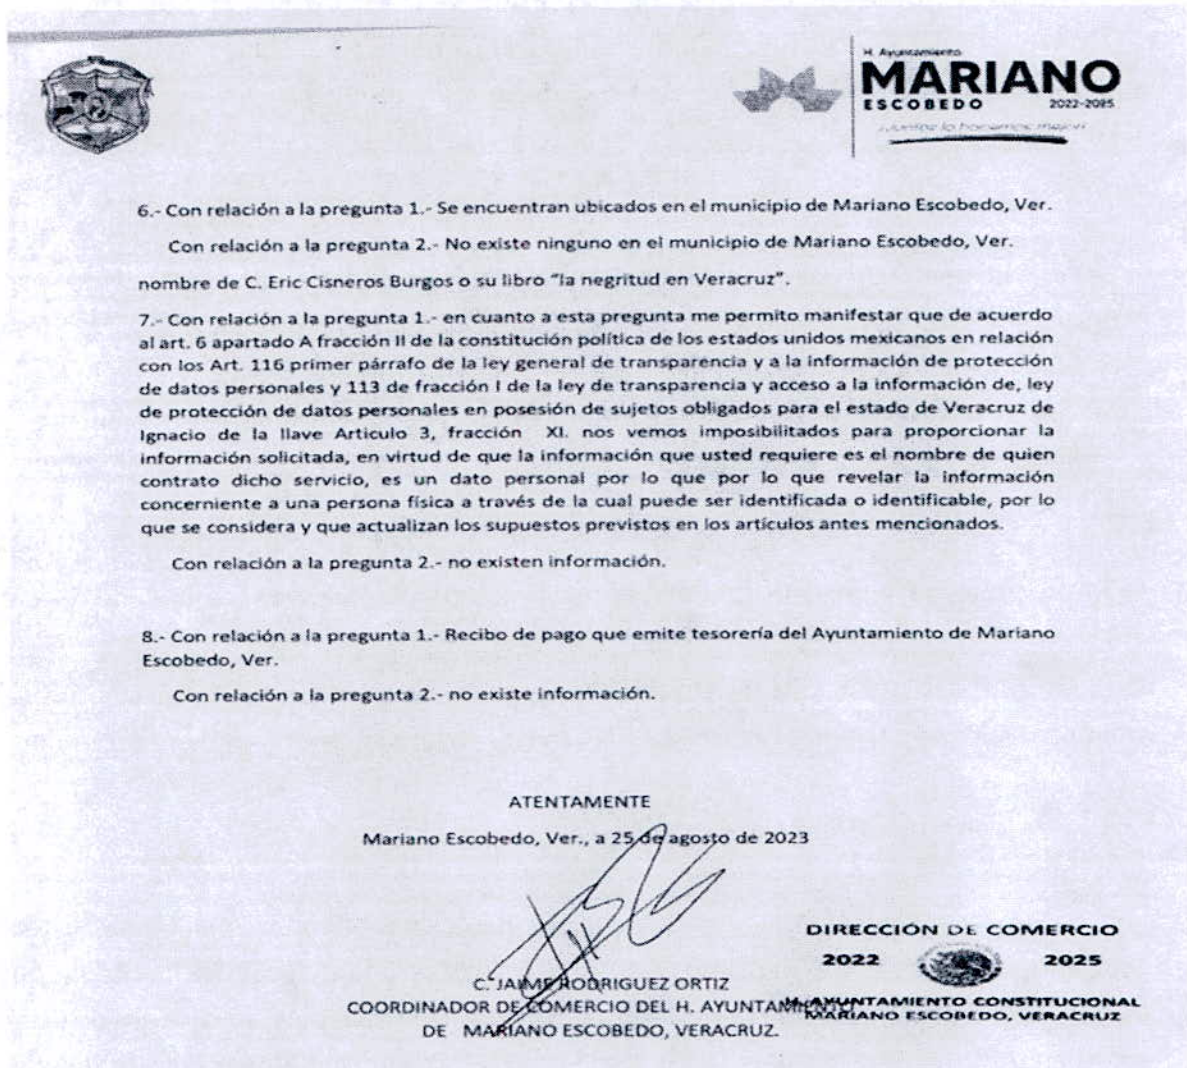 H. Ayuntamiento
MARIANO
ESCOBEDO 2022-2025
¡Juntos lo hacemos mejor!
6.- Con relación a la pregunta 1.- Se encuentran ubicados en el municipio de Mariano Escobedo, Ver.
Con relación a la pregunta 2.- No existe ninguno en el municipio de Mariano Escobedo, Ver.
nombre de C. Eric Cisneros Burgos o su libro "la negritud en Veracruz".
7.- Con relación a la pregunta 1.- en cuanto a esta pregunta me permito manifestar que de acuerdo
al art. 6 apartado A fracción II de la constitución política de los estados unidos mexicanos en relación
con los Art. 116 primer párrafo de la ley general de transparencia y a la información de protección
de datos personales y 113 de fracción I de la ley de transparencia y acceso a la información de, ley
de protección de datos personales en posesión de sujetos obligados para el estado de Veracruz de
Ignacio de la llave Articulo 3, fracción XI. nos vemos imposibilitados para proporcionar la
información solicitada, en virtud de que la información que usted requiere es el nombre de quien
contrato dicho servicio, es un dato personal por lo que por lo que revelar la información
concerniente a una persona física a través de la cual puede ser identificada o identificable, por lo
que se considera y que actualizan los supuestos previstos en los artículos antes mencionados.
Con relación a la pregunta 2.- no existen información.
8.- Con relación a la pregunta 1.- Recibo de pago que emite tesorería del Ayuntamiento de Mariano
Escobedo, Ver.
Con relación a la pregunta 2.- no existe información.
ATENTAMENTE
Mariano Escobedo, Ver., a 25 de agosto de 2023
C. JAIME RODRIGUEZ ORTIZ
COORDINADOR DE COMERCIO DEL H. AYUNTAMIENTO
DE MARIANO ESCOBEDO, VERACRUZ.
DIRECCIÓN DE COMERCIO
2022 2025
H. AYUNTAMIENTO CONSTITUCIONAL
MARIANO ESCOBEDO, VERACRUZ